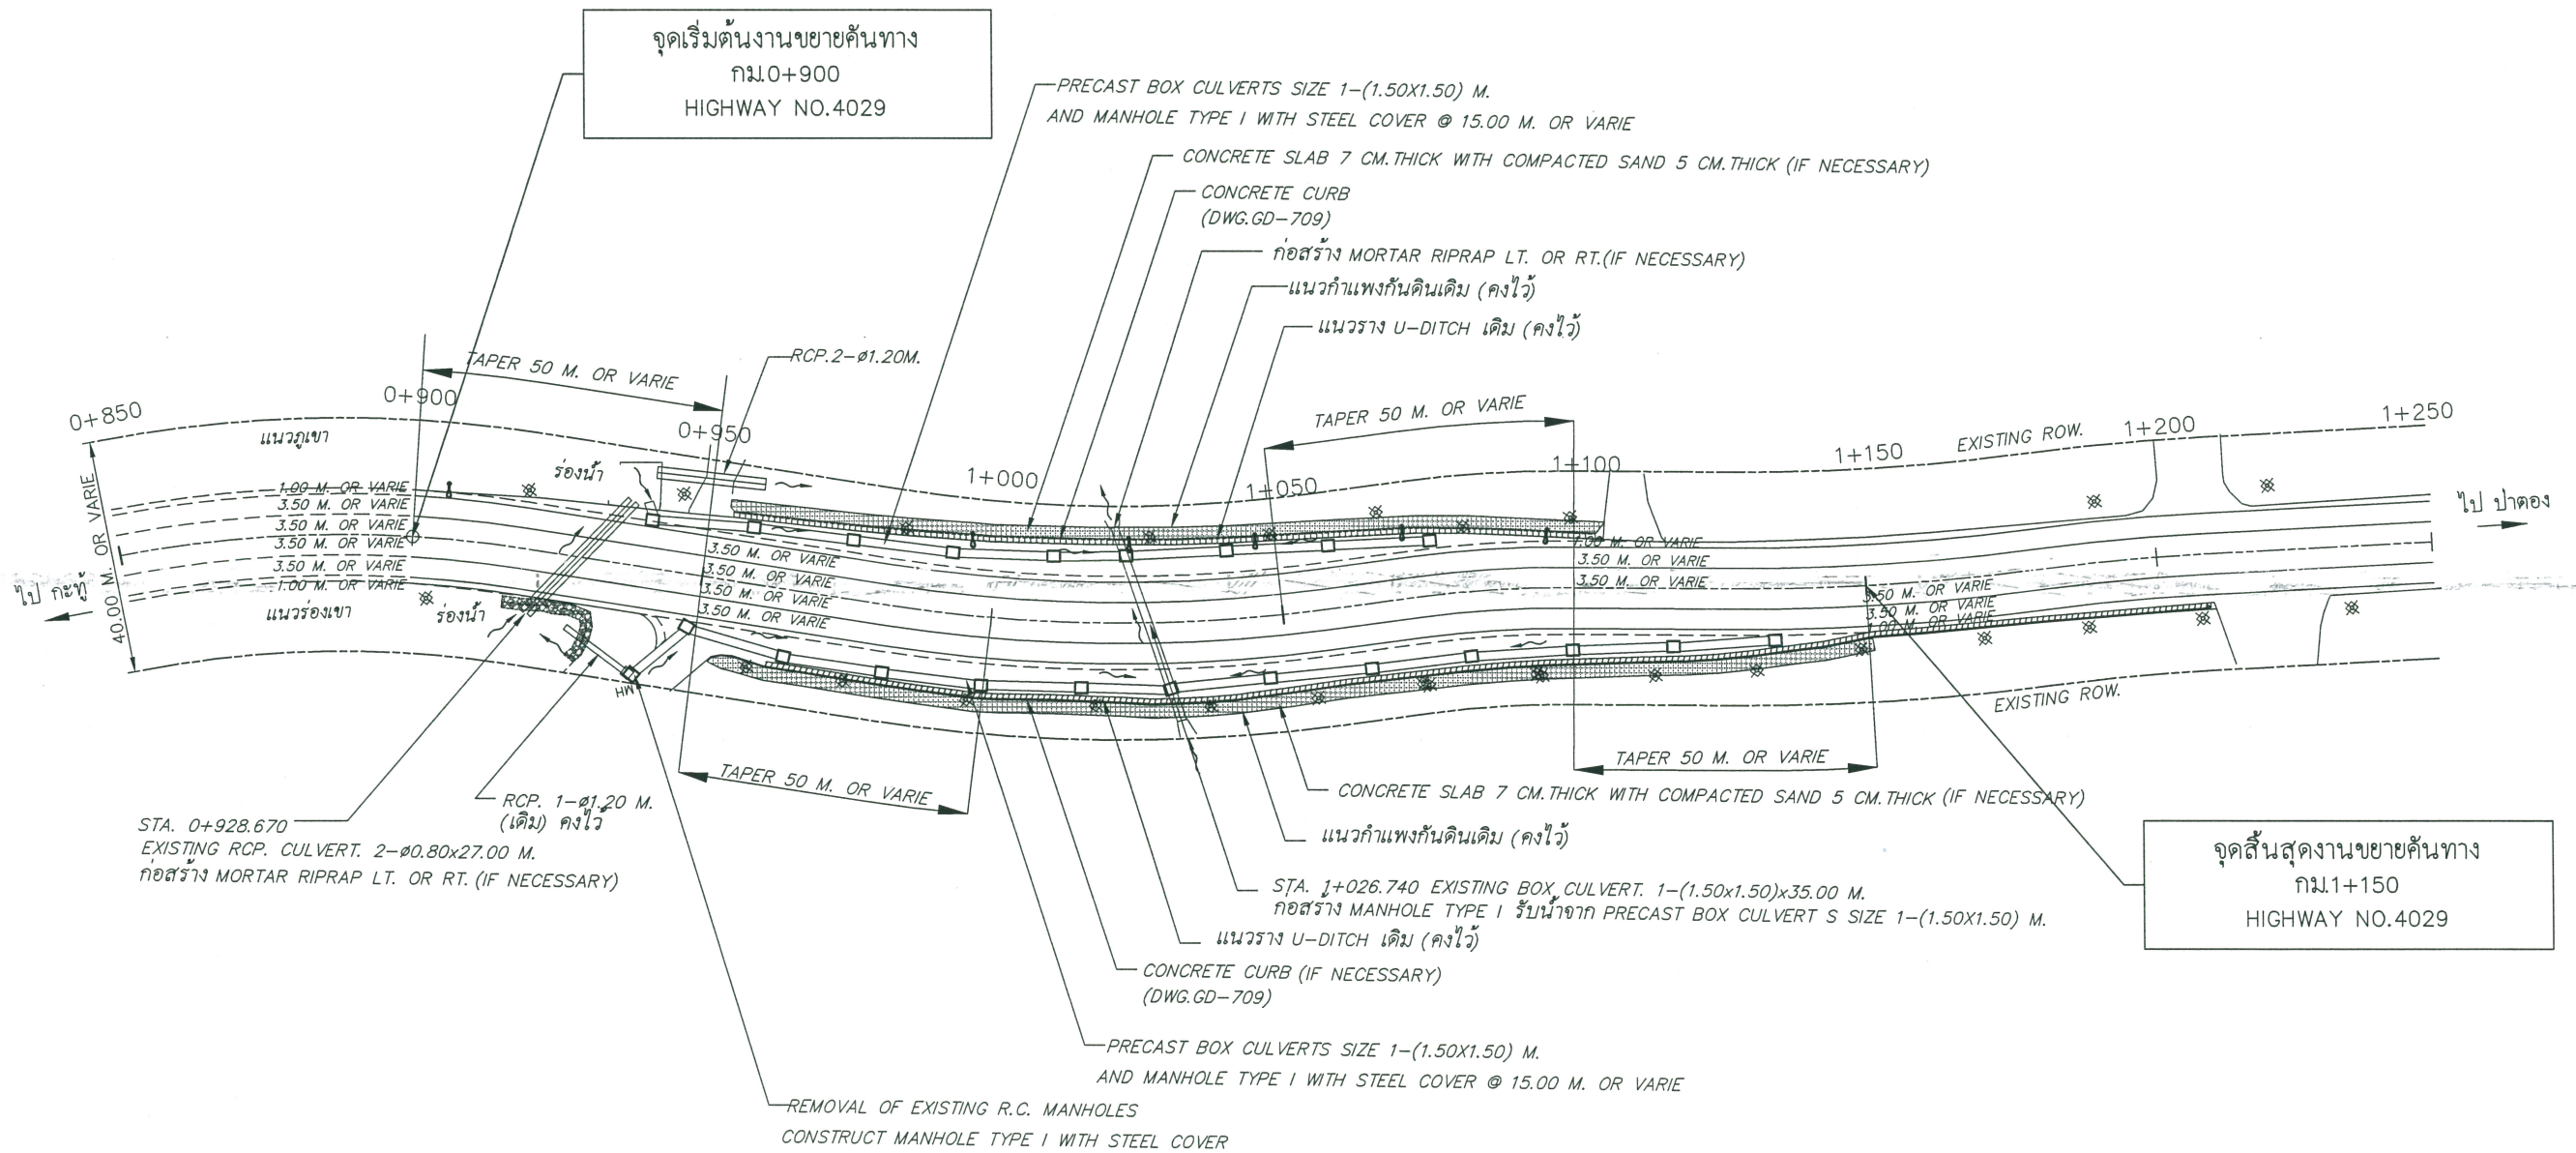 จุดเริ่มต้นงานขยายคันทาง
กม.0+900
HIGHWAY NO.4029
PRECAST BOX CULVERTS SIZE 1-(1.50X1.50) M.
AND MANHOLE TYPE I WITH STEEL COVER @ 15.00 M. OR VARIE
CONCRETE SLAB 7 CM.THICK WITH COMPACTED SAND 5 CM.THICK (IF NECESSARY)
CONCRETE CURB
(DWG.GD-709)
ก่อสร้าง MORTAR RIPRAP LT. OR RT.(IF NECESSARY)
แนวกำแพงกันดินเดิม (คงไว้)
แนวราง U-DITCH เดิม (คงไว้)
RCP.2-ø1.20M.
TAPER 50 M. OR VARIE
TAPER 50 M. OR VARIE
0+850
0+900
0+950
1+000
1+050
1+100
1+150
EXISTING ROW.
1+200
1+250
แนวภูเขา
ร่องน้ำ
40.00 M. OR VARIE
1.00 M. OR VARIE
3.50 M. OR VARIE
3.50 M. OR VARIE
3.50 M. OR VARIE
3.50 M. OR VARIE
1.00 M. OR VARIE
3.50 M. OR VARIE
3.50 M. OR VARIE
3.50 M. OR VARIE
3.50 M. OR VARIE
1.00 M. OR VARIE
3.50 M. OR VARIE
3.50 M. OR VARIE
3.50 M. OR VARIE
3.50 M. OR VARIE
1.00 M. OR VARIE
ไป ป่าตอง
ไป กะทู้
แนวร่องเขา
ร่องน้ำ
MH
EXISTING ROW.
TAPER 50 M. OR VARIE
TAPER 50 M. OR VARIE
RCP. 1-ø1.20 M.
(เดิม) คงไว้
STA. 0+928.670
EXISTING RCP. CULVERT. 2-ø0.80x27.00 M.
ก่อสร้าง MORTAR RIPRAP LT. OR RT. (IF NECESSARY)
CONCRETE SLAB 7 CM.THICK WITH COMPACTED SAND 5 CM.THICK (IF NECESSARY)
แนวกำแพงกันดินเดิม (คงไว้)
STA. 1+026.740 EXISTING BOX CULVERT. 1-(1.50x1.50)x35.00 M.
ก่อสร้าง MANHOLE TYPE I รับน้ำจาก PRECAST BOX CULVERT S SIZE 1-(1.50X1.50) M.
แนวราง U-DITCH เดิม (คงไว้)
CONCRETE CURB (IF NECESSARY)
(DWG.GD-709)
PRECAST BOX CULVERTS SIZE 1-(1.50X1.50) M.
AND MANHOLE TYPE I WITH STEEL COVER @ 15.00 M. OR VARIE
REMOVAL OF EXISTING R.C. MANHOLES
CONSTRUCT MANHOLE TYPE I WITH STEEL COVER
จุดสิ้นสุดงานขยายคันทาง
กม.1+150
HIGHWAY NO.4029